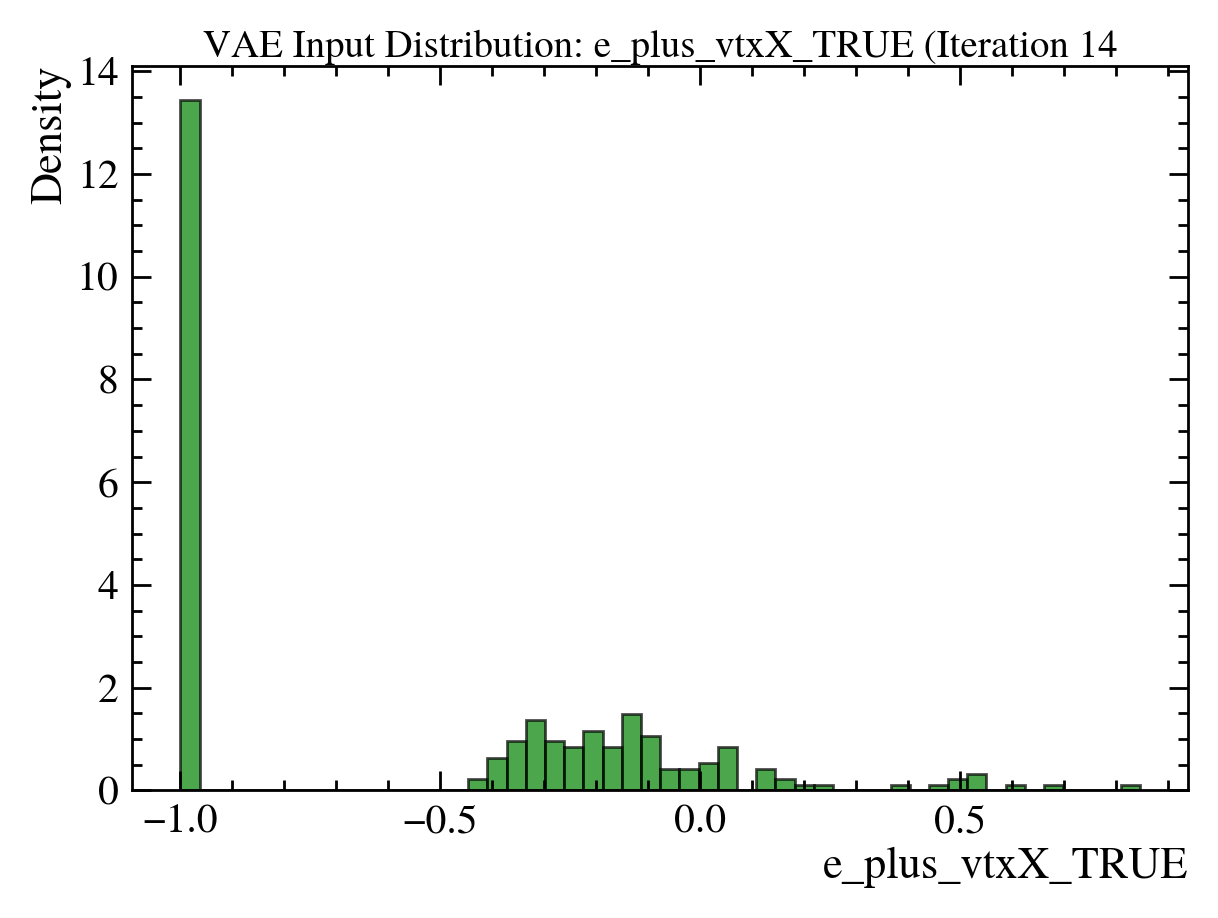 VAE Input Distribution: e_plus_vtxX_TRUE (Iteration 14
Density
14
12
10
8
6
4
2
0
−1.0 −0.5 0.0 0.5
e_plus_vtxX_TRUE